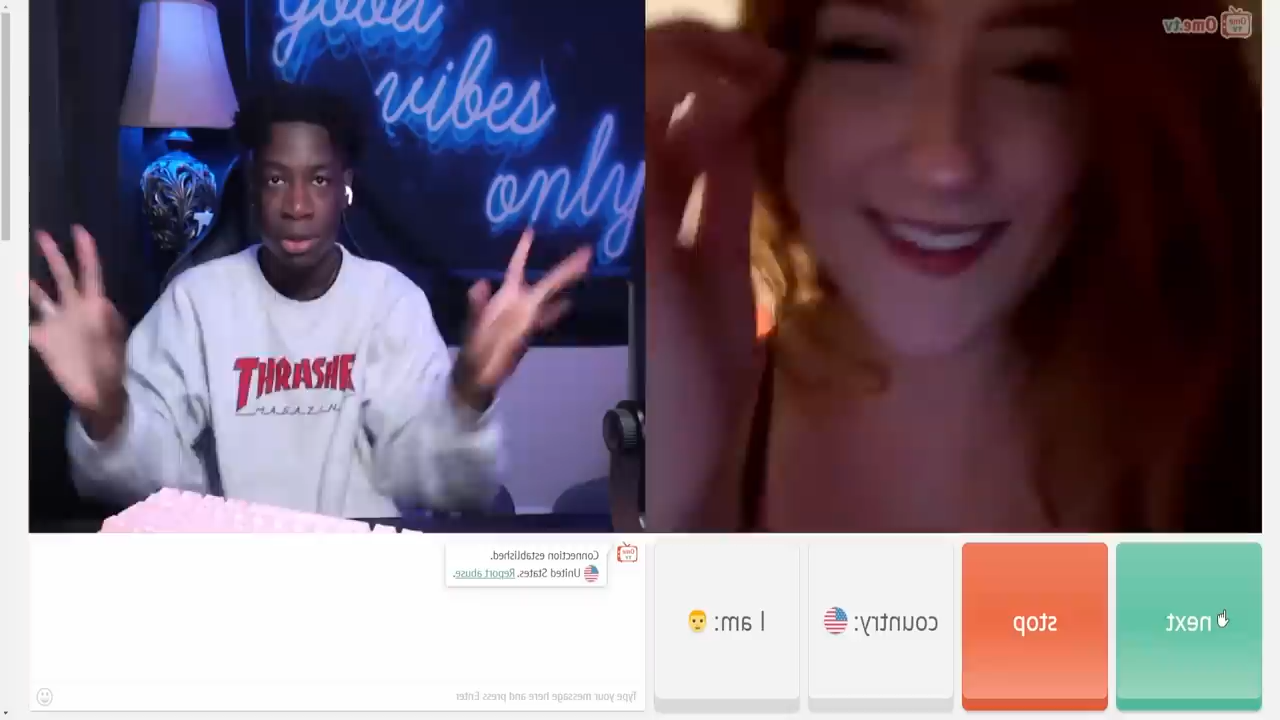 good
vibes
only
Ome.tv
THRASHE
MAGAZIN
Connection established.
United States. Report abuse.
Type your message here and press Enter
I am:
country:
stop
next